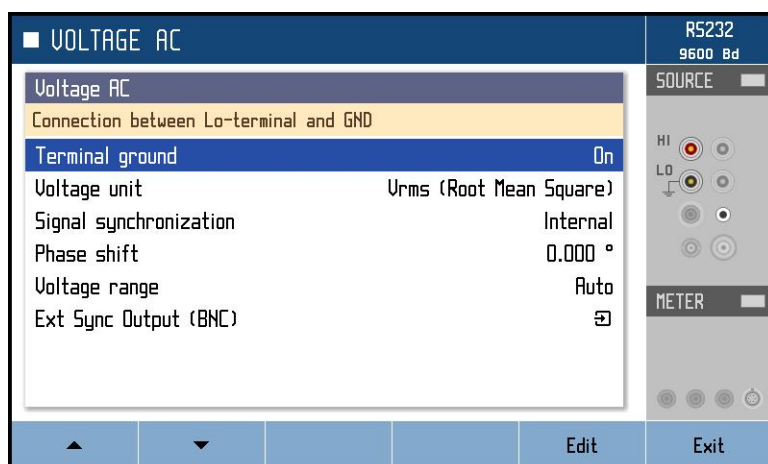 VOLTAGE AC
RS232
9600 Bd
Voltage AC
Connection between Lo-terminal and GND
Terminal ground On
Voltage unit Vrms (Root Mean Square)
Signal synchronization Internal
Phase shift 0.000 °
Voltage range Auto
Ext Sync Output (BNC)
SOURCE
HI
LO
METER
Edit
Exit